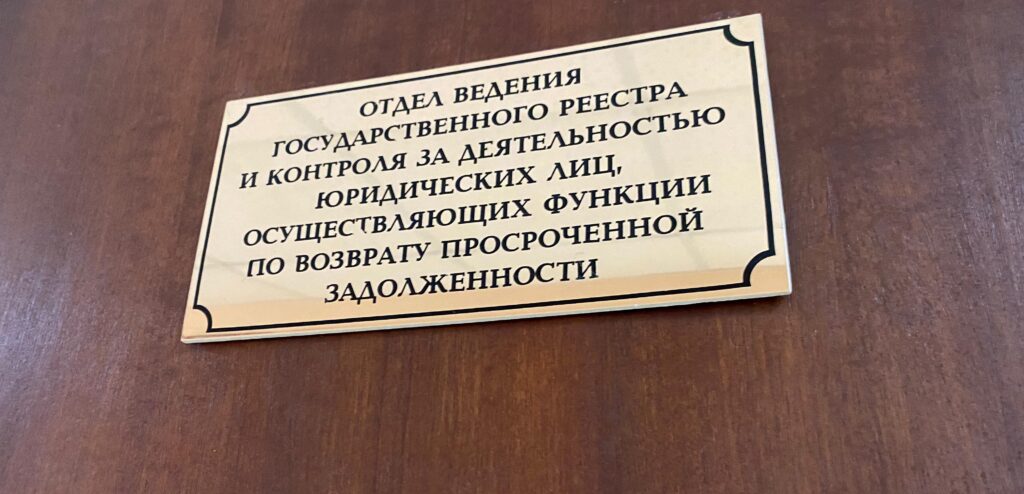 ОТДЕЛ ВЕДЕНИЯ
ГОСУДАРСТВЕННОГО РЕЕСТРА
И КОНТРОЛЯ ЗА ДЕЯТЕЛЬНОСТЬЮ
ЮРИДИЧЕСКИХ ЛИЦ,
ОСУЩЕСТВЛЯЮЩИХ ФУНКЦИИ
ПО ВОЗВРАТУ ПРОСРОЧЕННОЙ
ЗАДОЛЖЕННОСТИ